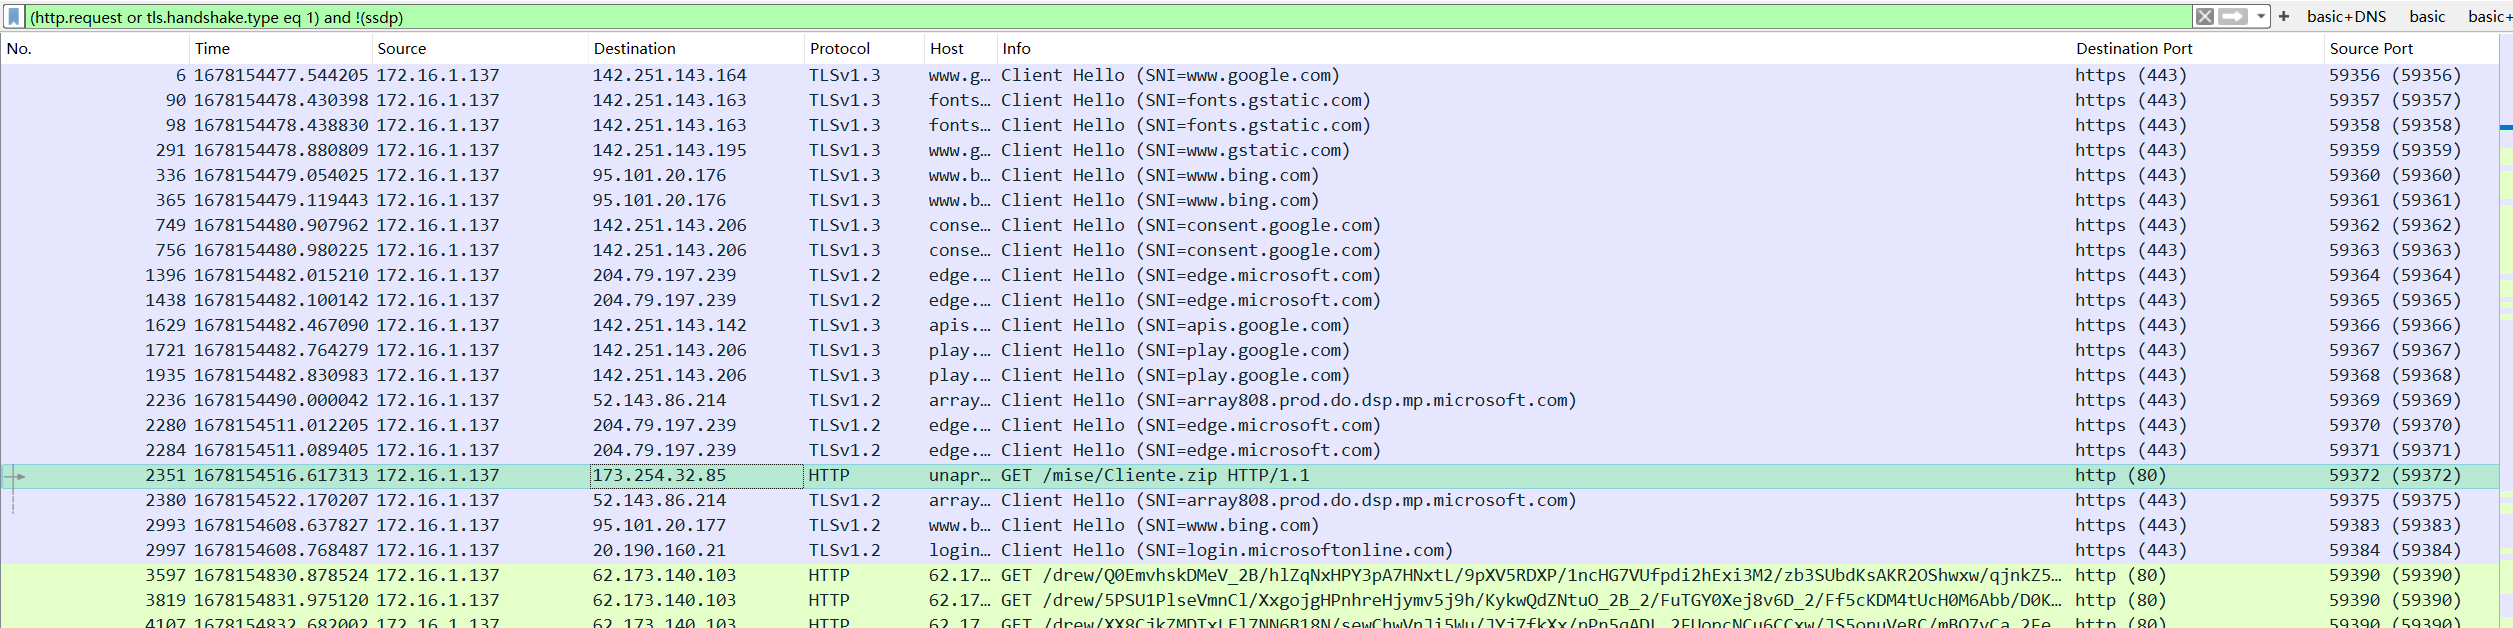 (http.request or tls.handshake.type eq 1) and !(ssdp) + basic+DNS basic basic+
No. Time Source Destination Protocol Host Info Destination Port Source Port
6 1678154477.544205 172.16.1.137 142.251.143.164 TLSv1.3 www.g… Client Hello (SNI=www.google.com) https (443) 59356 (59356)
90 1678154478.430398 172.16.1.137 142.251.143.163 TLSv1.3 fonts… Client Hello (SNI=fonts.gstatic.com) https (443) 59357 (59357)
98 1678154478.438830 172.16.1.137 142.251.143.163 TLSv1.3 fonts… Client Hello (SNI=fonts.gstatic.com) https (443) 59358 (59358)
291 1678154478.880809 172.16.1.137 142.251.143.195 TLSv1.3 www.g… Client Hello (SNI=www.gstatic.com) https (443) 59359 (59359)
336 1678154479.054025 172.16.1.137 95.101.20.176 TLSv1.3 www.b… Client Hello (SNI=www.bing.com) https (443) 59360 (59360)
365 1678154479.119443 172.16.1.137 95.101.20.176 TLSv1.3 www.b… Client Hello (SNI=www.bing.com) https (443) 59361 (59361)
749 1678154480.907962 172.16.1.137 142.251.143.206 TLSv1.3 conse… Client Hello (SNI=consent.google.com) https (443) 59362 (59362)
756 1678154480.980225 172.16.1.137 142.251.143.206 TLSv1.3 conse… Client Hello (SNI=consent.google.com) https (443) 59363 (59363)
1396 1678154482.015210 172.16.1.137 204.79.197.239 TLSv1.2 edge.… Client Hello (SNI=edge.microsoft.com) https (443) 59364 (59364)
1438 1678154482.100142 172.16.1.137 204.79.197.239 TLSv1.2 edge.… Client Hello (SNI=edge.microsoft.com) https (443) 59365 (59365)
1629 1678154482.467090 172.16.1.137 142.251.143.142 TLSv1.3 apis.… Client Hello (SNI=apis.google.com) https (443) 59366 (59366)
1721 1678154482.764279 172.16.1.137 142.251.143.206 TLSv1.3 play.… Client Hello (SNI=play.google.com) https (443) 59367 (59367)
1935 1678154482.830983 172.16.1.137 142.251.143.206 TLSv1.3 play.… Client Hello (SNI=play.google.com) https (443) 59368 (59368)
2236 1678154490.000042 172.16.1.137 52.143.86.214 TLSv1.2 array… Client Hello (SNI=array808.prod.do.dsp.mp.microsoft.com) https (443) 59369 (59369)
2280 1678154511.012205 172.16.1.137 204.79.197.239 TLSv1.2 edge.… Client Hello (SNI=edge.microsoft.com) https (443) 59370 (59370)
2284 1678154511.089405 172.16.1.137 204.79.197.239 TLSv1.2 edge.… Client Hello (SNI=edge.microsoft.com) https (443) 59371 (59371)
2351 1678154516.617313 172.16.1.137 173.254.32.85 HTTP unapr… GET /mise/Cliente.zip HTTP/1.1 http (80) 59372 (59372)
2380 1678154522.170207 172.16.1.137 52.143.86.214 TLSv1.2 array… Client Hello (SNI=array808.prod.do.dsp.mp.microsoft.com) https (443) 59375 (59375)
2993 1678154608.637827 172.16.1.137 95.101.20.177 TLSv1.2 www.b… Client Hello (SNI=www.bing.com) https (443) 59383 (59383)
2997 1678154608.768487 172.16.1.137 20.190.160.21 TLSv1.2 login… Client Hello (SNI=login.microsoftonline.com) https (443) 59384 (59384)
3597 1678154830.878524 172.16.1.137 62.173.140.103 HTTP 62.17… GET /drew/Q0EmvhskDMeV_2B/hlZqNxHPY3pA7HNxtL/9pXV5RDXP/1ncHG7VUfpdi2hExi3M2/zb3SUbdKsAKR2OShwxw/qjnkZ5… http (80) 59390 (59390)
3819 1678154831.975120 172.16.1.137 62.173.140.103 HTTP 62.17… GET /drew/5PSU1PlseVmnCl/XxgojgHPnhreHjymv5j9h/KykwQdZNtuO_2B_2/FuTGY0Xej8v6D_2/Ff5cKDM4tUcH0M6Abb/D0K… http (80) 59390 (59390)
4107 1678154832.682002 172.16.1.137 62.173.140.103 HTTP 62.17… GET http (80) 59390 (59390)